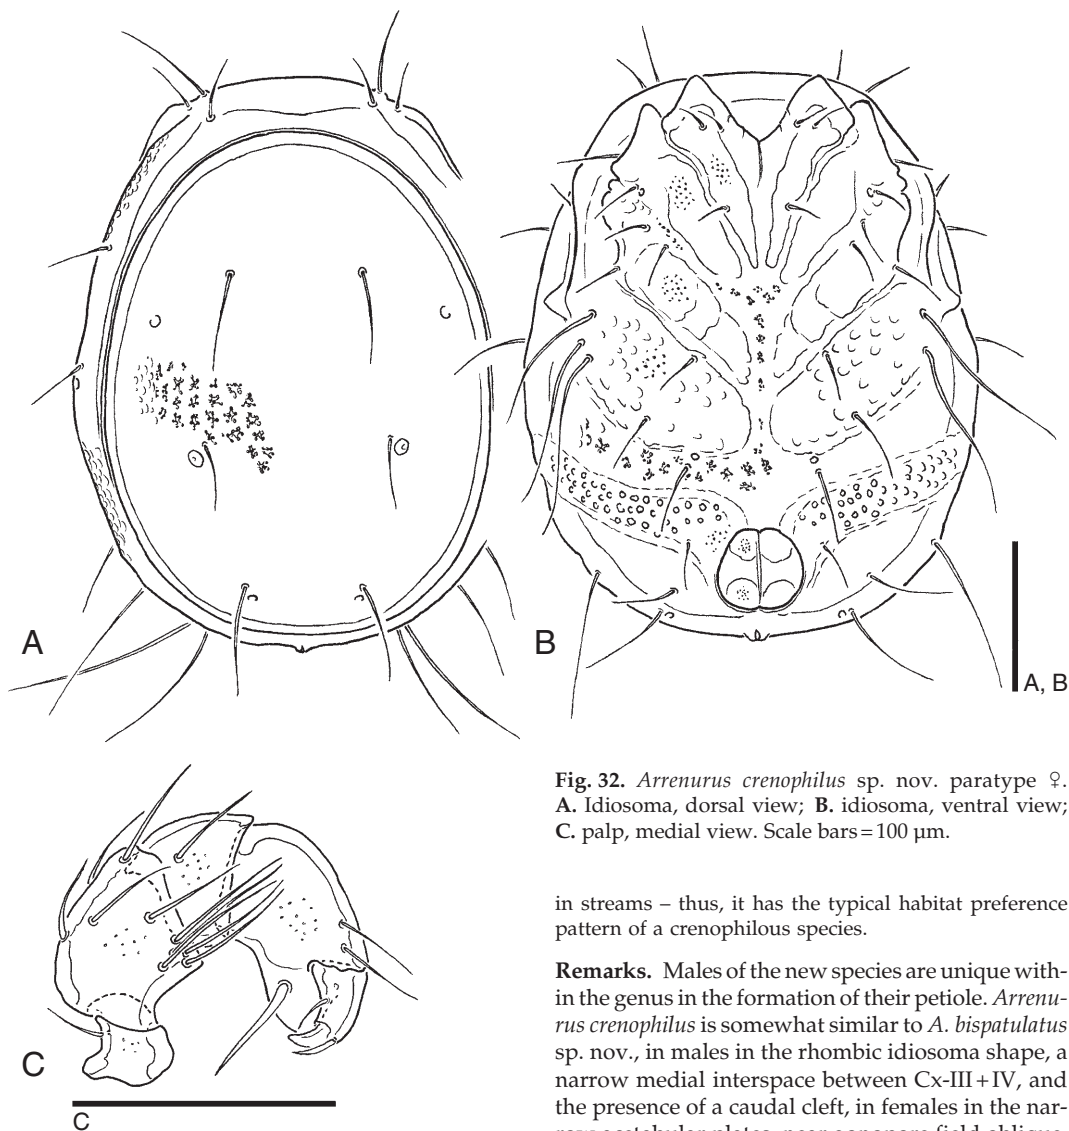 A
B
A, B
C
C
Fig. 32. Arrenurus crenophilus sp. nov. paratype ♀.
A. Idiosoma, dorsal view; B. idiosoma, ventral view;
C. palp, medial view. Scale bars = 100 µm.
in streams – thus, it has the typical habitat preference
pattern of a crenophilous species.
Remarks. Males of the new species are unique with-
in the genus in the formation of their petiole. Arrenu-
rus crenophilus is somewhat similar to A. bispatulatus
sp. nov., in males in the rhombic idiosoma shape, a
narrow medial interspace between Cx-III + IV, and
the presence of a caudal cleft, in females in the nar-